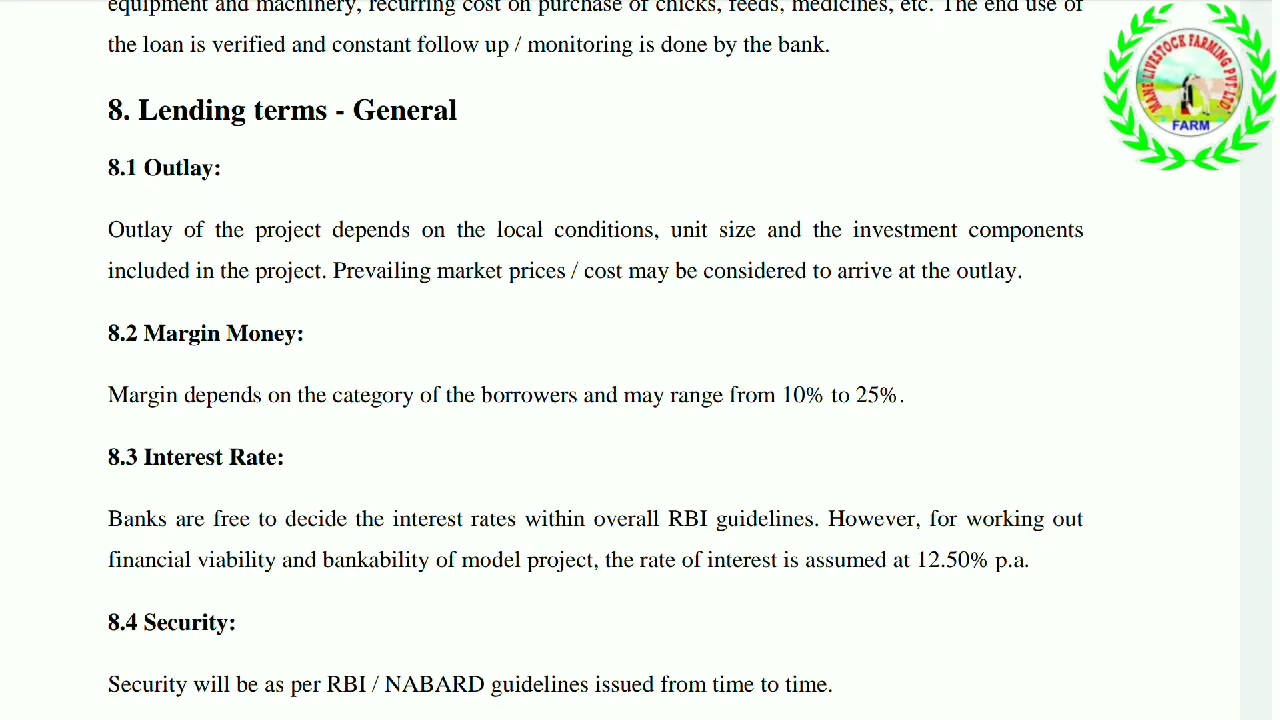 equipment and machinery, recurring cost on purchase of chicks, feeds, medicines, etc. The end use of
the loan is verified and constant follow up / monitoring is done by the bank.
MANE LIVESTOCK FARMING PVT LTD.
FARM
8. Lending terms - General
8.1 Outlay:
Outlay of the project depends on the local conditions, unit size and the investment components
included in the project. Prevailing market prices / cost may be considered to arrive at the outlay.
8.2 Margin Money:
Margin depends on the category of the borrowers and may range from 10% to 25%.
8.3 Interest Rate:
Banks are free to decide the interest rates within overall RBI guidelines. However, for working out
financial viability and bankability of model project, the rate of interest is assumed at 12.50% p.a.
8.4 Security:
Security will be as per RBI / NABARD guidelines issued from time to time.